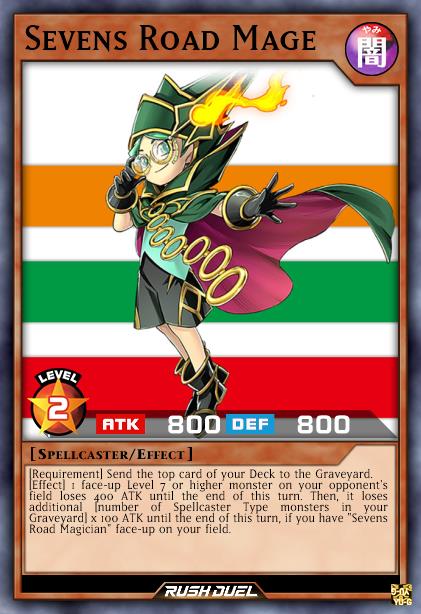 Sevens Road Mage
やみ
闇
LEVEL
2
ATK 800 DEF 800
[Spellcaster/Effect]
[Requirement] Send the top card of your Deck to the Graveyard.
[Effect] 1 face-up Level 7 or higher monster on your opponent's
field loses 400 ATK until the end of this turn. Then, it loses
additional [number of Spellcaster Type monsters in your
Graveyard] x 100 ATK until the end of this turn, if you have "Sevens
Road Magician" face-up on your field.
RUSH DUEL